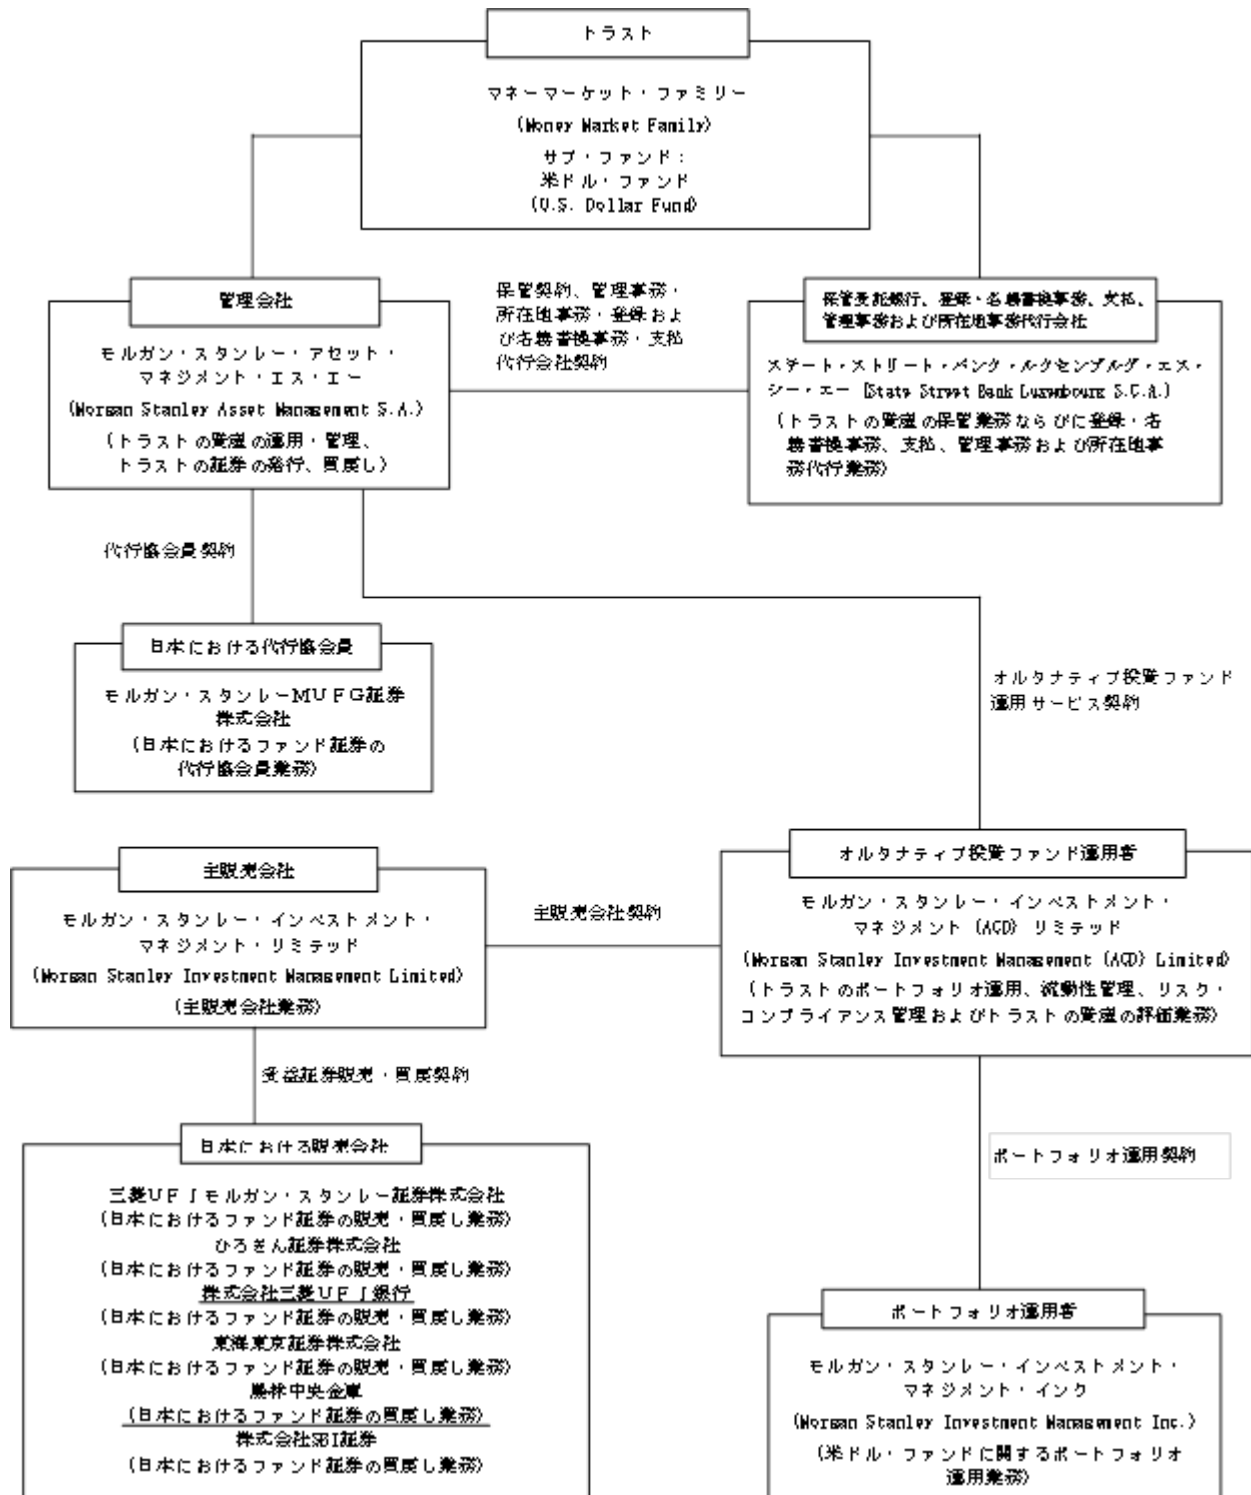 トラスト
マネーマーケット・ファミリー
(Money Market Family)
サブ・ファンド：
米ドル・ファンド
(U.S. Dollar Fund)
管理会社
モルガン・スタンレー・アセット・
マネジメント・エス・エー
(Morgan Stanley Asset Management S.A.)
(トラストの資産の運用・管理、
トラストの証券の発行、買戻し)
保管契約、管理事務・
所在地事務・登録およ
び名義書換事務・支払
代行会社契約
保管受託銀行、登録・名義書換事務、支払、
管理事務および所在地事務代行会社
ステート・ストリート・バンク・ルクセンブルグ・エス・
シー・エー (State Street Bank Luxembourg S.C.A.)
(トラストの資産の保管業務ならびに登録・名
義書換事務、支払、管理事務および所在地事
務代行業務)
代行協会員契約
日本における代行協会員
モルガン・スタンレーMUFG証券
株式会社
(日本におけるファンド証券の
代行協会員業務)
オルタナティブ投資ファンド
運用サービス契約
主販売会社
モルガン・スタンレー・インベストメント・
マネジメント・リミテッド
(Morgan Stanley Investment Management Limited)
(主販売会社業務)
主販売会社契約
オルタナティブ投資ファンド運用者
モルガン・スタンレー・インベストメント・
マネジメント (ACD) リミテッド
(Morgan Stanley Investment Management (ACD) Limited)
(トラストのポートフォリオ運用、流動性管理、リスク・
コンプライアンス管理およびトラストの資産の評価業務)
受益証券販売・買戻契約
日本における販売会社
三菱UFJモルガン・スタンレー証券株式会社
(日本におけるファンド証券の販売・買戻し業務)
ひろぎん証券株式会社
(日本におけるファンド証券の販売・買戻し業務)
株式会社三菱UFJ銀行
(日本におけるファンド証券の販売・買戻し業務)
東海東京証券株式会社
(日本におけるファンド証券の販売・買戻し業務)
農林中央金庫
(日本におけるファンド証券の買戻し業務)
株式会社SBI証券
(日本におけるファンド証券の買戻し業務)
ポートフォリオ運用契約
ポートフォリオ運用者
モルガン・スタンレー・インベストメント・
マネジメント・インク
(Morgan Stanley Investment Management Inc.)
(米ドル・ファンドに関するポートフォリオ
運用業務)